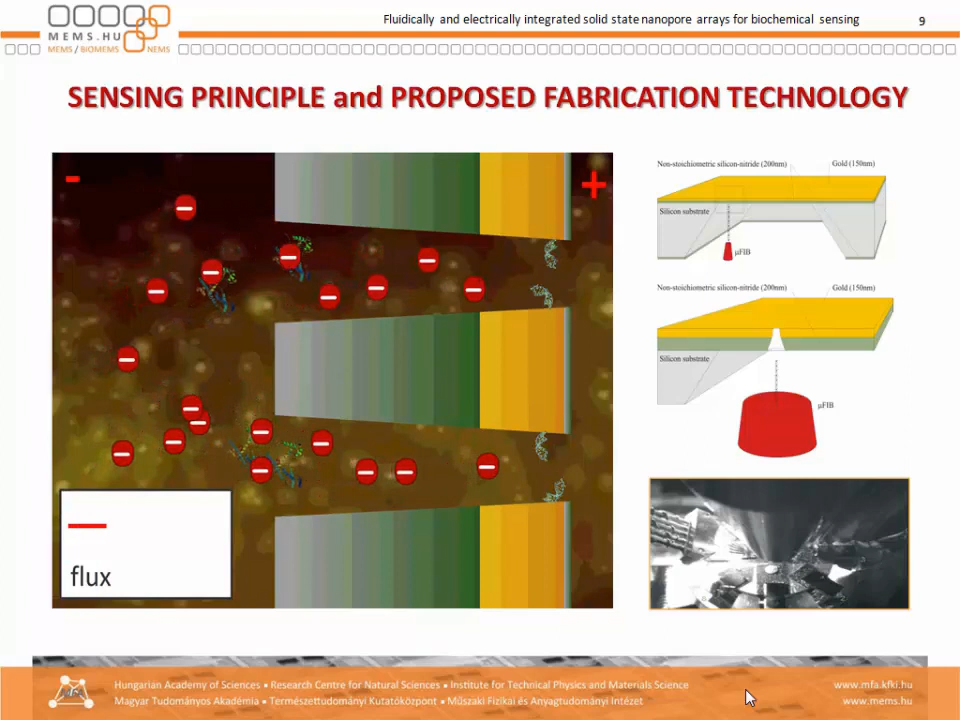 Fluidically and electrically integrated solid state nanopore arrays for biochemical sensing
9
MEMS.HU
MEMS / BIOMEMS NEMS
SENSING PRINCIPLE and PROPOSED FABRICATION TECHNOLOGY
-
+
flux
Non-stoichiometric silicon-nitride (200nm)
Gold (150nm)
Silicon substrate
μFIB
Non-stoichiometric silicon-nitride (200nm)
Gold (150nm)
Silicon substrate
μFIB
MFA
Hungarian Academy of Sciences ▪ Research Centre for Natural Sciences ▪ Institute for Technical Physics and Materials Science
www.mfa.kfki.hu
Magyar Tudományos Akadémia ▪ Természettudományi Kutatóközpont ▪ Műszaki Fizikai és Anyagtudományi Intézet
www.mems.hu